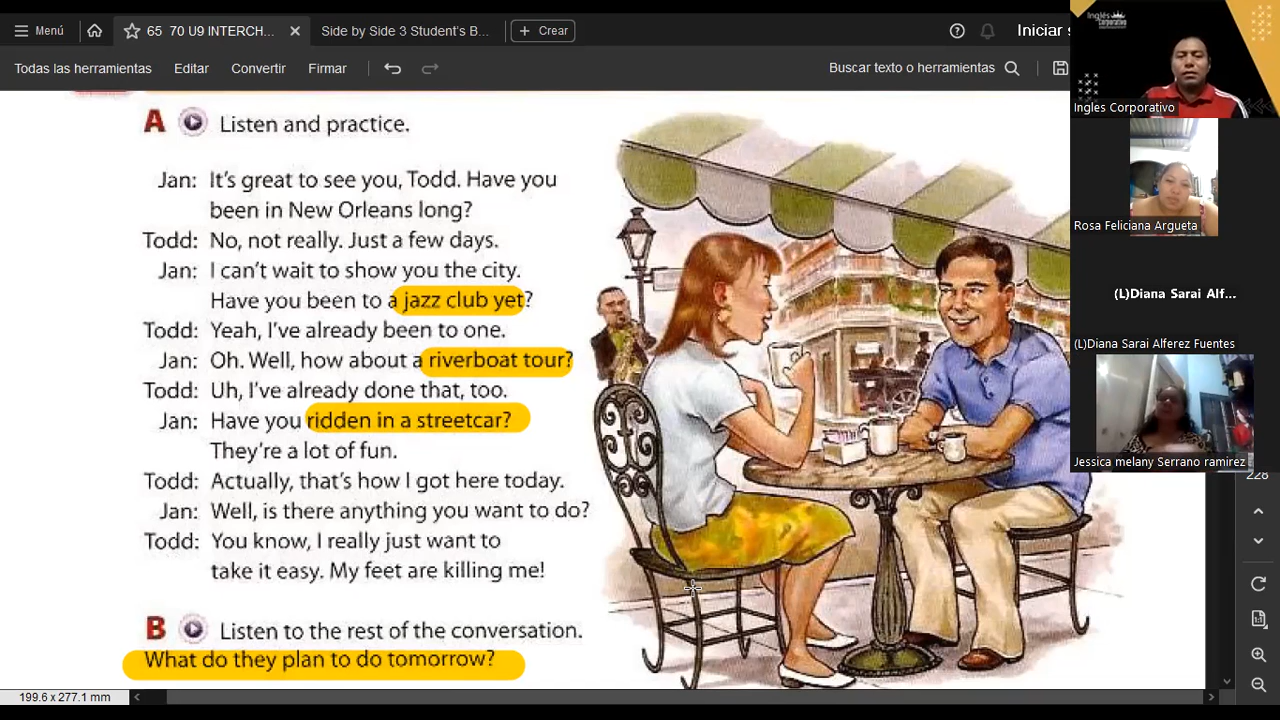 Menú
65 70 U9 INTERCH...
Side by Side 3 Student's B...
Crear
Iniciar s
Todas las herramientas
Editar
Convertir
Firmar
Buscar texto o herramientas
A Listen and practice.
Jan: It's great to see you, Todd. Have you
been in New Orleans long?
Todd: No, not really. Just a few days.
Jan: I can't wait to show you the city.
Have you been to a jazz club yet?
Todd: Yeah, I've already been to one.
Jan: Oh. Well, how about a riverboat tour?
Todd: Uh, I've already done that, too.
Jan: Have you ridden in a streetcar?
They're a lot of fun.
Todd: Actually, that's how I got here today.
Jan: Well, is there anything you want to do?
Todd: You know, I really just want to
take it easy. My feet are killing me!
B Listen to the rest of the conversation.
What do they plan to do tomorrow?
199.6 x 277.1 mm
228
Inglés
Corporativo
Ingles Corporativo
Rosa Feliciana Argueta
(L)Diana Sarai Alf...
(L)Diana Sarai Alferez Fuentes
Jessica melany Serrano ramirez